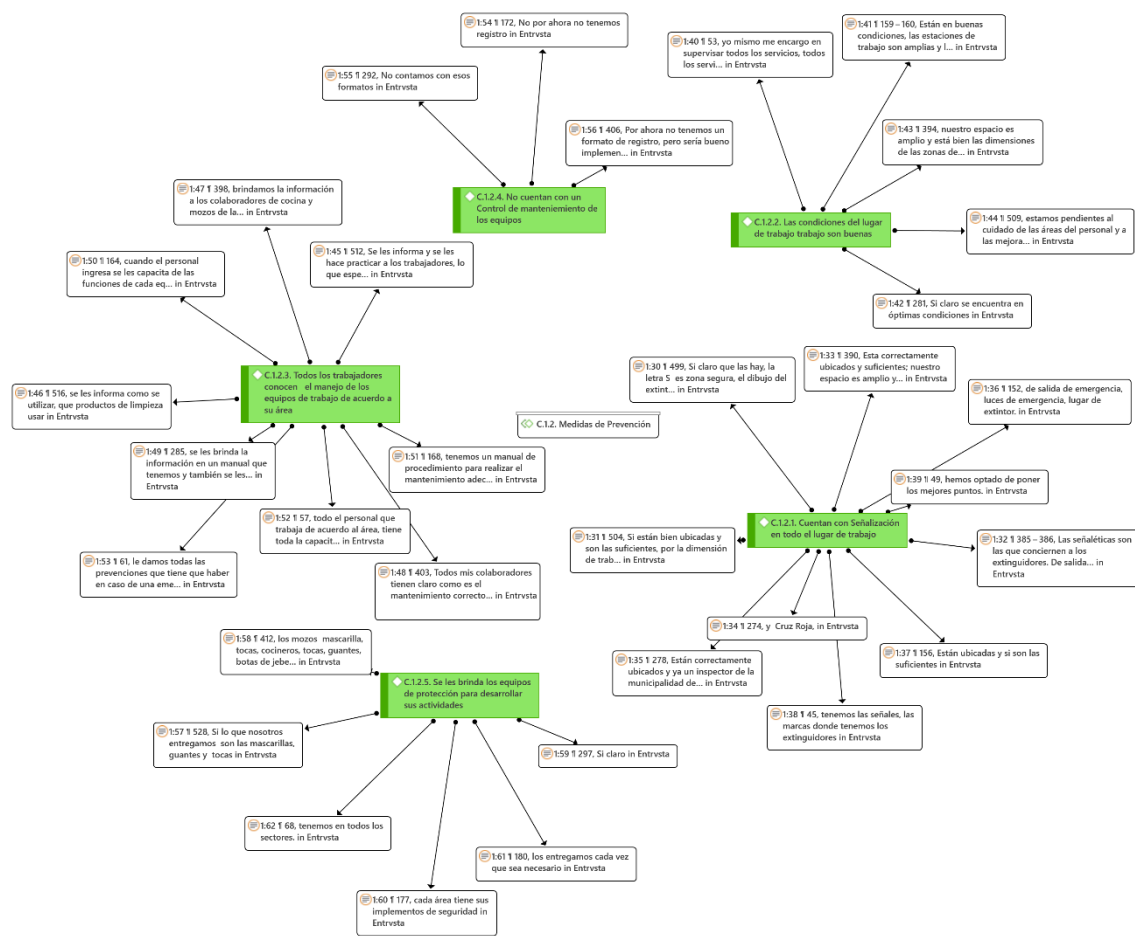 1:54 ¶ 172, No por ahora no tenemos
registro in Entrvsta
1:55 ¶ 292, No contamos con esos
formatos in Entrvsta
1:56 ¶ 406, Por ahora no tenemos un
formato de registro, pero sería bueno
implemen... in Entrvsta
C.1.2.4. No cuentan con un
Control de manteniemiento de
los equipos
1:41 ¶ 159 – 160, Están en buenas
condiciones, las estaciones de
trabajo son amplias y l... in Entrvsta
1:40 ¶ 53, yo mismo me encargo en
supervisar todos los servicios, todos
los servi... in Entrvsta
1:43 ¶ 394, nuestro espacio es
amplio y está bien las dimensiones
de las zonas de... in Entrvsta
C.1.2.2. Las condiciones del lugar
de trabajo trabajo son buenas
1:44 ¶ 509, estamos pendientes al
cuidado de las áreas del personal y a
las mejora... in Entrvsta
1:42 ¶ 281, Si claro se encuentra en
óptimas condiciones in Entrvsta
1:47 ¶ 398, brindamos la información
a los colaboradores de cocina y
mozos de la... in Entrvsta
1:50 ¶ 164, cuando el personal
ingresa se les capacita de las
funciones de cada eq... in Entrvsta
1:45 ¶ 512, Se les informa y se les
hace practicar a los trabajadores, lo
que espe... in Entrvsta
C.1.2.3. Todos los trabajadores
conocen el manejo de los
equipos de trabajo de acuerdo a
su área
1:46 ¶ 516, se les informa como se
utilizar, que productos de limpieza
usar in Entrvsta
1:49 ¶ 285, se les brinda la
información en un manual que
tenemos y también se les... in
Entrvsta
1:51 ¶ 168, tenemos un manual de
procedimiento para realizar el
mantenimiento adec... in Entrvsta
1:52 ¶ 57, todo el personal que
trabaja de acuerdo al área, tiene
toda la capacit... in Entrvsta
1:53 ¶ 61, le damos todas las
prevenciones que tiene que haber
en caso de una eme... in Entrvsta
1:48 ¶ 403, Todos mis colaboradores
tienen claro como es el
mantenimiento correcto... in Entrvsta
C.1.2. Medidas de Prevención
1:33 ¶ 390, Esta correctamente
ubicados y suficientes; nuestro
espacio es amplio y... in Entrvsta
1:30 ¶ 499, Si claro que las hay, la
letra S es zona segura, el dibujo del
extint... in Entrvsta
1:36 ¶ 152, de salida de emergencia,
luces de emergencia, lugar de
extintor. in Entrvsta
1:39 ¶ 49, hemos optado de poner
los mejores puntos. in Entrvsta
C.1.2.1. Cuentan con Señalización
en todo el lugar de trabajo
1:31 ¶ 504, Si están bien ubicadas y
son las suficientes, por la dimensión
de trab... in Entrvsta
1:32 ¶ 385 – 386, Las señaléticas son
las que conciernen a los
extinguidores. De salida... in
Entrvsta
1:34 ¶ 274, y Cruz Roja, in Entrvsta
1:35 ¶ 278, Están correctamente
ubicados y ya un inspector de la
municipalidad de... in Entrvsta
1:37 ¶ 156, Están ubicadas y si son las
suficientes in Entrvsta
1:38 ¶ 45, tenemos las señales, las
marcas donde tenemos los
extinguidores in Entrvsta
1:58 ¶ 412, los mozos mascarilla,
tocas, cocineros, tocas, guantes,
botas de jebe... in Entrvsta
C.1.2.5. Se les brinda los equipos
de protección para desarrollar
sus actividades
1:57 ¶ 528, Si lo que nosotros
entregamos son las mascarillas,
guantes y tocas in Entrvsta
1:59 ¶ 297, Si claro in Entrvsta
1:62 ¶ 68, tenemos en todos los
sectores. in Entrvsta
1:61 ¶ 180, los entregamos cada vez
que sea necesario in Entrvsta
1:60 ¶ 177, cada área tiene sus
implementos de seguridad in
Entrvsta